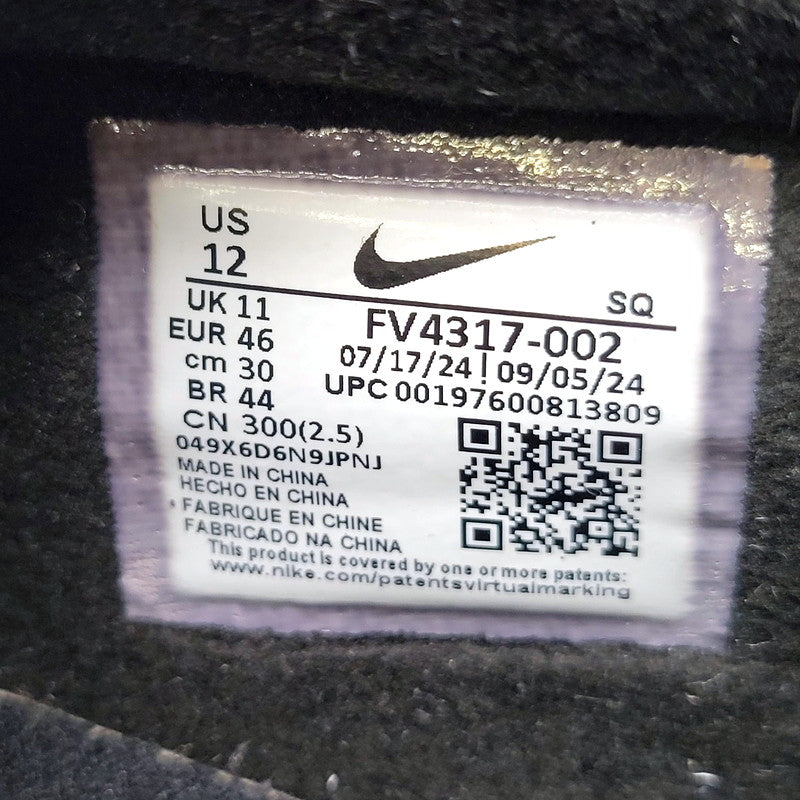 US
12
SQ
UK 11
EUR 46
cm 30
BR 44
CN 300(2.5)
FV4317-002
07/17/24 | 09/05/24
UPC 00197600813809
049X6D6N9JPNJ
MADE IN CHINA
HECHO EN CHINA
FABRIQUE EN CHINE
FABRICADO NA CHINA
This product is covered by one or more patents:
www.nike.com/patentsvirtualmarking